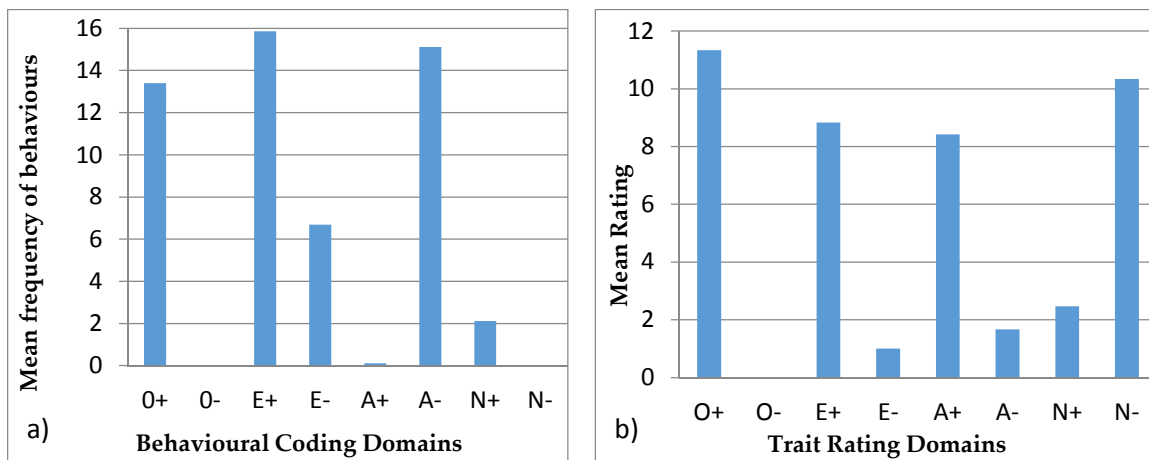 Mean frequency of behaviours
16
14
12
10
8
6
4
2
0
0+ 0- E+ E- A+ A- N+ N-
a)
Behavioural Coding Domains
Mean Rating
12
10
8
6
4
2
0
O+ O- E+ E- A+ A- N+ N-
b)
Trait Rating Domains